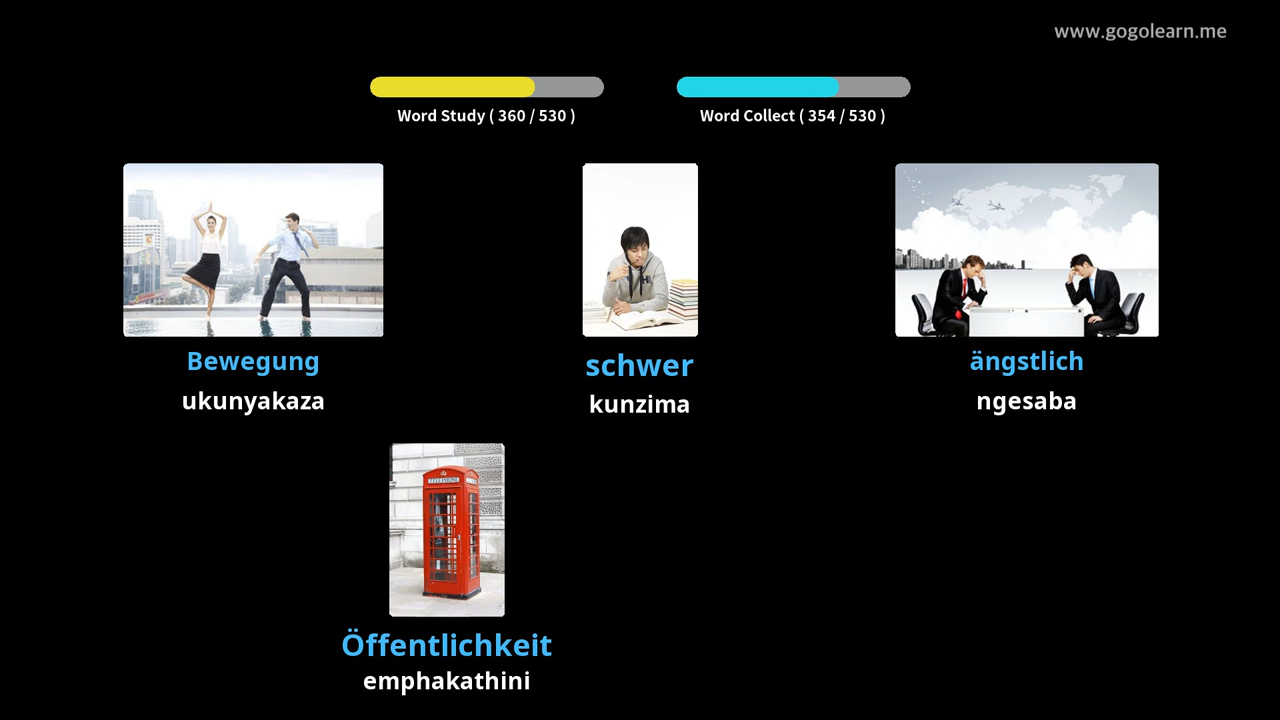 www.gogolearn.me
Word Study ( 360 / 530 )
Word Collect ( 354 / 530 )
Bewegung
ukunyakaza
schwer
kunzima
ängstlich
ngesaba
TELEPHONE
Öffentlichkeit
emphakathini